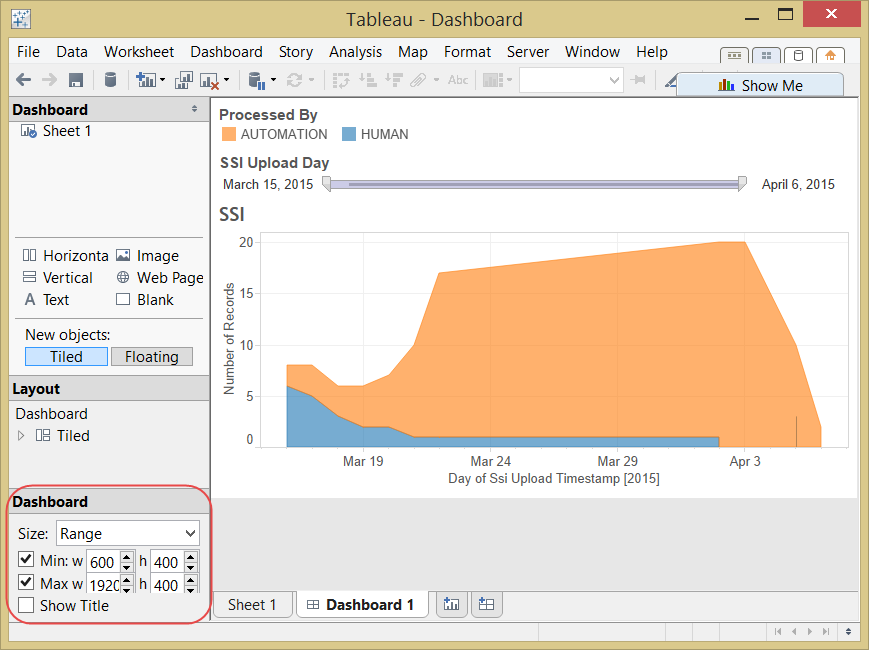 Tableau - Dashboard
File Data Worksheet Dashboard Story Analysis Map Format Server Window Help
Abc
Show Me
Dashboard
Sheet 1
Horizonta Image
Vertical Web Page
A Text Blank
New objects:
Tiled Floating
Layout
Dashboard
Tiled
Dashboard
Size: Range
Min: w 600 h 400
Max w 1920 h 400
Show Title
Processed By
AUTOMATION HUMAN
SSI Upload Day
March 15, 2015 April 6, 2015
SSI
Number of Records
20
15
10
5
0
Mar 19 Mar 24 Mar 29 Apr 3
Day of Ssi Upload Timestamp [2015]
Sheet 1 Dashboard 1